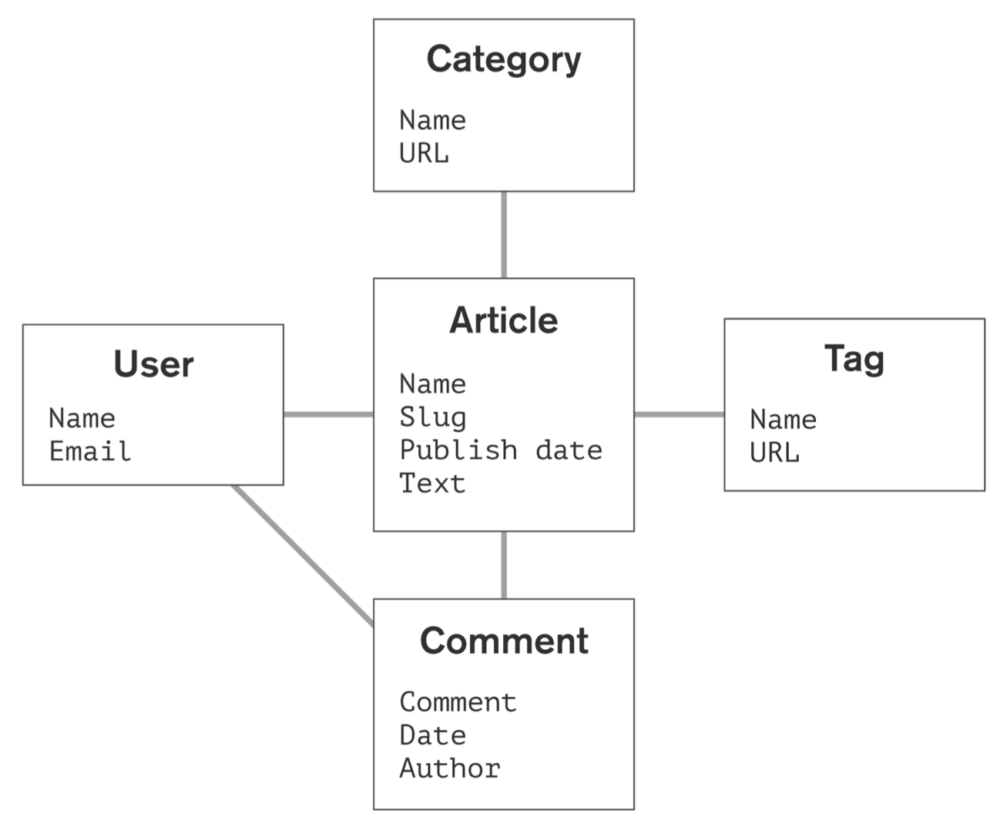 Category
Name
URL
Article
Name
Slug
Publish date
Text
User
Name
Email
Tag
Name
URL
Comment
Comment
Date
Author